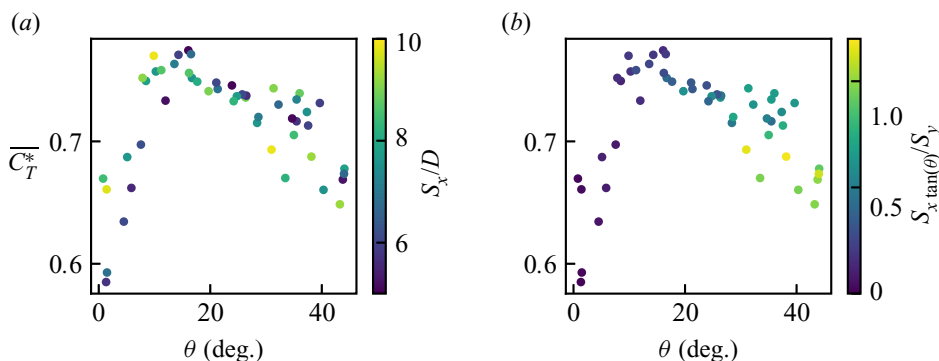 (a)
(b)
10
8
6
S_x/D
1.0
0.5
0
S_x tan(θ)/S_y
0.7
0.6
\overline{C_T^*}
0 20 40
0 20 40
θ (deg.)
θ (deg.)